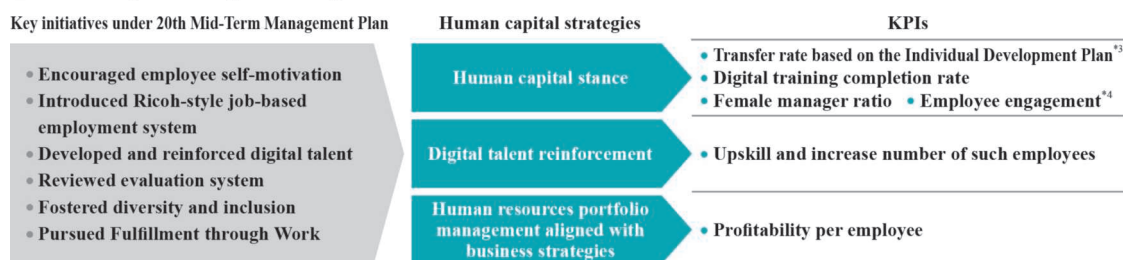 Key initiatives under 20th Mid-Term Management Plan
• Encouraged employee self-motivation
• Introduced Ricoh-style job-based
employment system
• Developed and reinforced digital talent
• Reviewed evaluation system
• Fostered diversity and inclusion
• Pursued Fulfillment through Work
Human capital strategies
Human capital stance
Digital talent reinforcement
Human resources portfolio
management aligned with
business strategies
KPIs
• Transfer rate based on the Individual Development Plan*3
• Digital training completion rate
• Female manager ratio • Employee engagement*4
• Upskill and increase number of such employees
• Profitability per employee